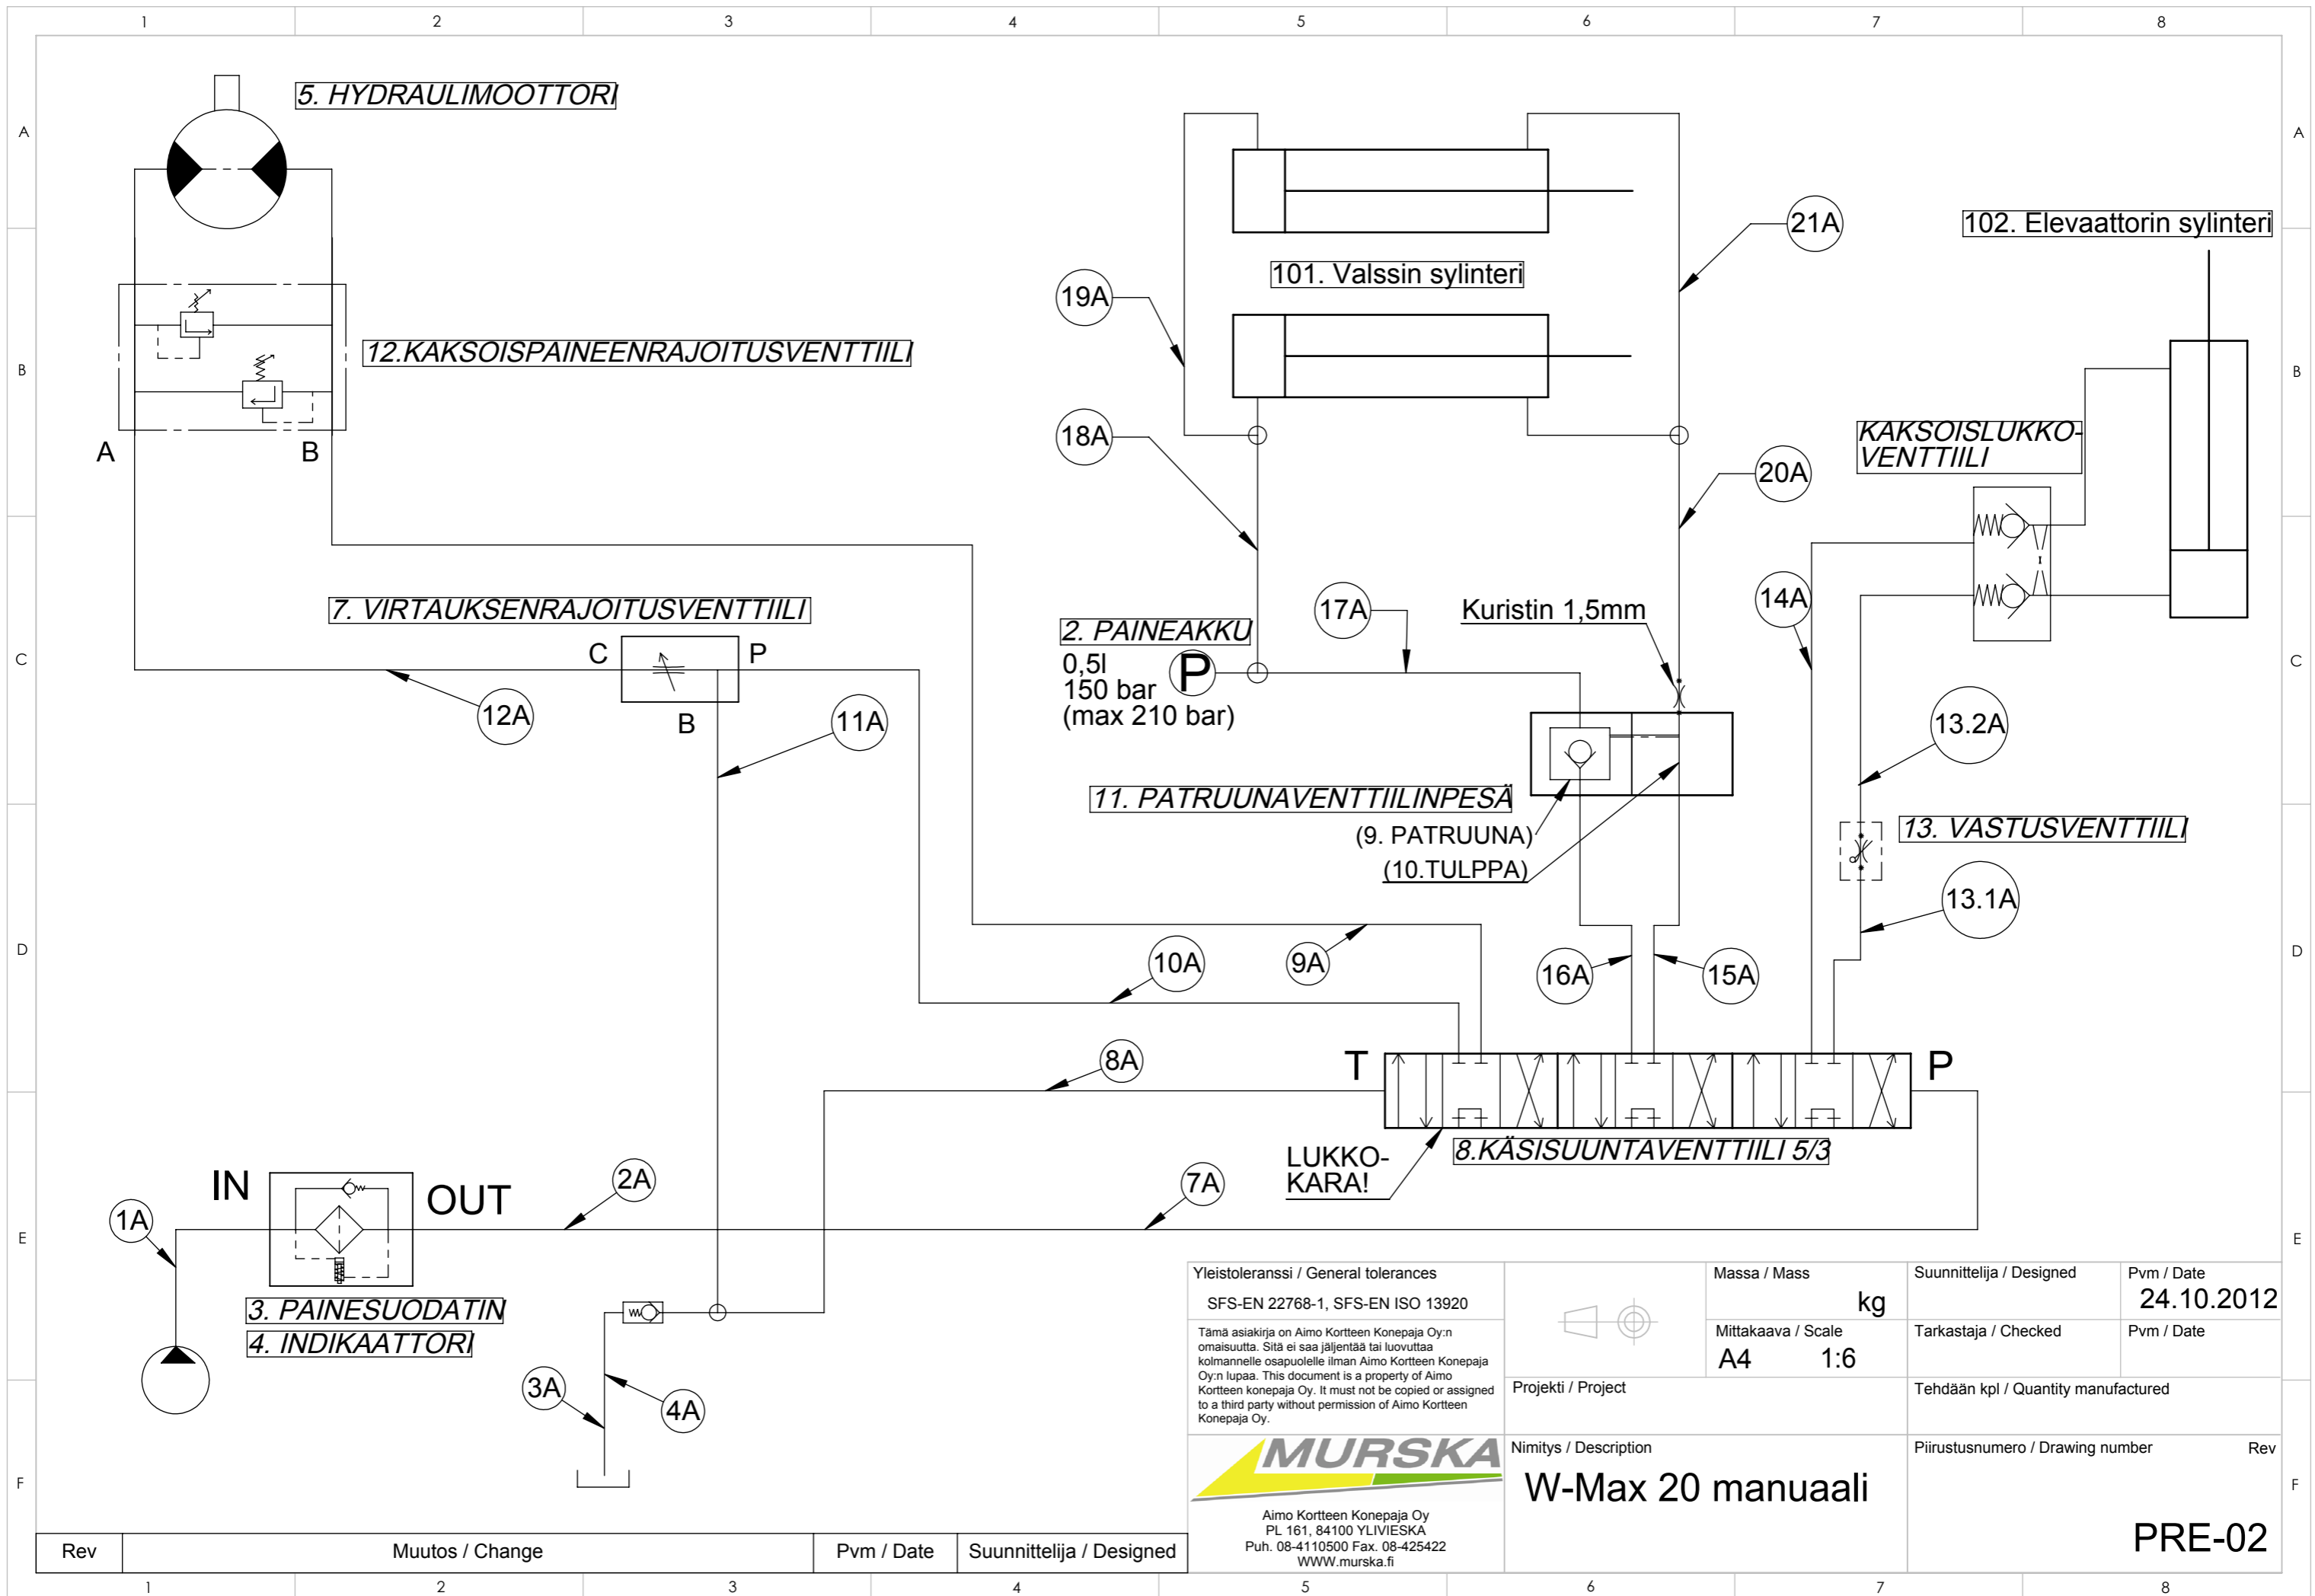 1 2 3 4 5 6 7 8
A
B
C
D
E
F
A
B
C
D
E
F
5. HYDRAULIMOOTTORI
12.KAKSOISPAINEENRAJOITUSVENTTIILI
A
B
7. VIRTAUKSENRAJOITUSVENTTIILI
C
P
B
12A
11A
101. Valssin sylinteri
19A
18A
21A
20A
102. Elevaattorin sylinteri
KAKSOISLUKKO-
VENTTIILI
2. PAINEAKKU
0,5l
150 bar
(max 210 bar)
P
17A
Kuristin 1,5mm
14A
13.2A
11. PATRUUNAVENTTIILINPESÄ
(9. PATRUUNA)
(10.TULPPA)
13. VASTUSVENTTIILI
13.1A
10A
9A
16A
15A
8A
T
P
LUKKO-
KARA!
8.KÄSISUUNTAVENTTIILI 5/3
IN
OUT
1A
2A
7A
3. PAINESUODATIN
4. INDIKAATTORI
3A
4A
Yleistoleranssi / General tolerances
SFS-EN 22768-1, SFS-EN ISO 13920
Tämä asiakirja on Aimo Kortteen Konepaja Oy:n
omaisuutta. Sitä ei saa jäljentää tai luovuttaa
kolmannelle osapuolelle ilman Aimo Kortteen Konepaja
Oy:n lupaa. This document is a property of Aimo
Kortteen konepaja Oy. It must not be copied or assigned
to a third party without permission of Aimo Kortteen
Konepaja Oy.
Massa / Mass
kg
Mittakaava / Scale
A4 1:6
Suunnittelija / Designed
Pvm / Date
24.10.2012
Tarkastaja / Checked
Pvm / Date
Projekti / Project
Tehdään kpl / Quantity manufactured
MURSKA
Aimo Kortteen Konepaja Oy
PL 161, 84100 YLIVIESKA
Puh. 08-4110500 Fax. 08-425422
WWW.murska.fi
Nimitys / Description
W-Max 20 manuaali
Piirustusnumero / Drawing number
Rev
PRE-02
Rev
Muutos / Change
Pvm / Date
Suunnittelija / Designed
1 2 3 4 5 6 7 8